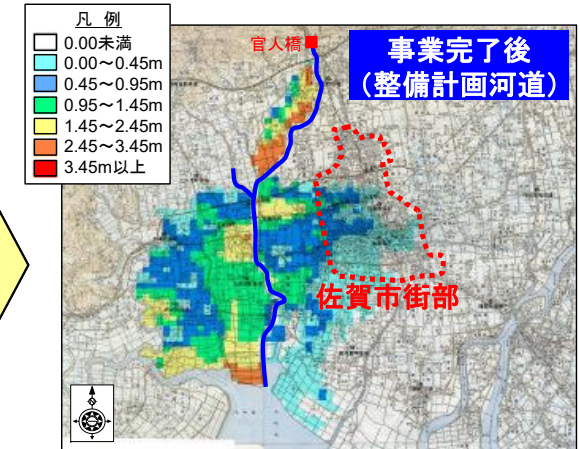 凡 例
0.00未満
0.00～0.45m
0.45～0.95m
0.95～1.45m
1.45～2.45m
2.45～3.45m
3.45m以上
官人橋
事業完了後
（整備計画河道）
佐賀市街部